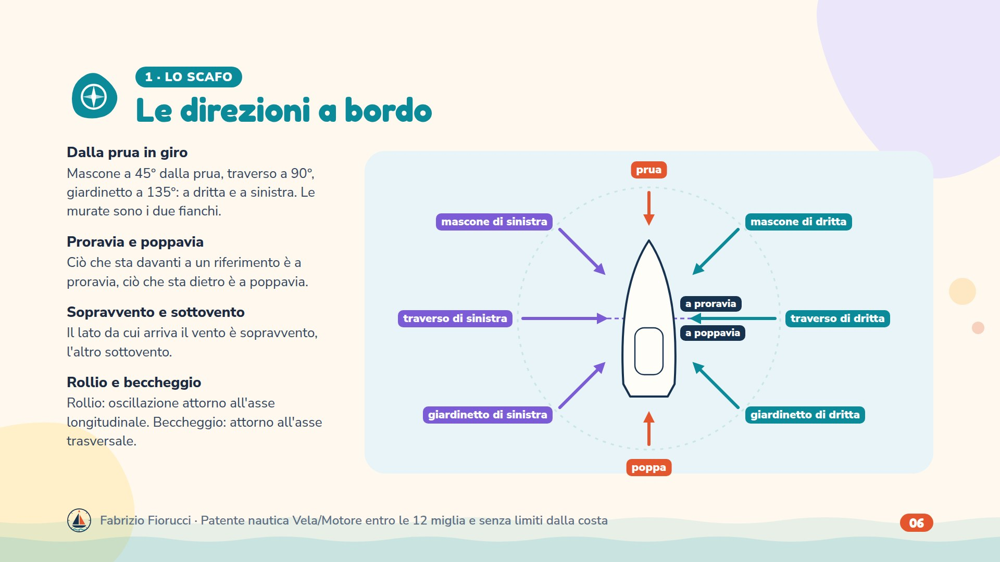 1 · LO SCAFO
Le direzioni a bordo
Dalla prua in giro
Mascone a 45° dalla prua, traverso a 90°,
giardinetto a 135°: a dritta e a sinistra. Le
murate sono i due fianchi.
Proravia e poppavia
Ciò che sta davanti a un riferimento è a
proravia, ciò che sta dietro è a poppavia.
Sopravvento e sottovento
Il lato da cui arriva il vento è sopravvento,
l'altro sottovento.
Rollio e beccheggio
Rollio: oscillazione attorno all'asse
longitudinale. Beccheggio: attorno all'asse
trasversale.
prua
mascone di sinistra
mascone di dritta
a proravia
traverso di sinistra
traverso di dritta
a poppavia
giardinetto di sinistra
giardinetto di dritta
poppa
Fabrizio Fiorucci · Patente nautica Vela/Motore entro le 12 miglia e senza limiti dalla costa
06